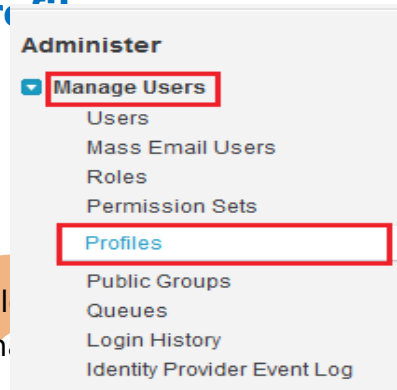 Administer
Manage Users
Users
Mass Email Users
Roles
Permission Sets
Profiles
Public Groups
Queues
Login History
Identity Provider Event Log